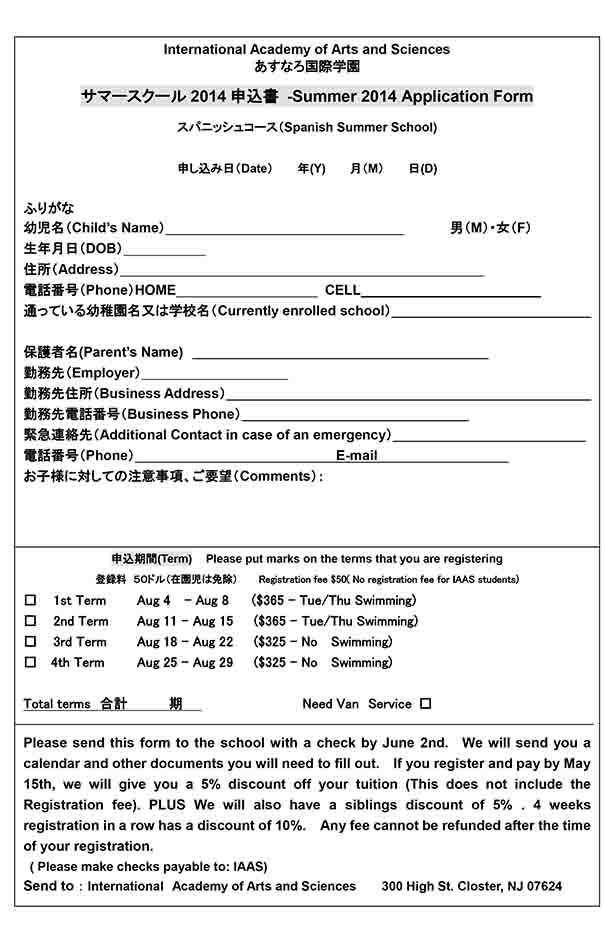 International Academy of Arts and Sciences
あすなろ国際学園
サマースクール 2014 申込書 -Summer 2014 Application Form
スパニッシュコース（Spanish Summer School)
申し込み日（Date） 年(Y) 月（M） 日(D)
ふりがな
幼児名（Child's Name）______________________________ 男（M）・女（F）
生年月日（DOB）___________
住所（Address）________________________________________________
電話番号（Phone）HOME___________________ CELL________________________
通っている幼稚園名又は学校名（Currently enrolled school）__________________________
保護者名(Parent's Name) _______________________________________
勤務先（Employer）___________________
勤務先住所（Business Address）________________________________________________
勤務先電話番号（Business Phone）______________________________
緊急連絡先（Additional Contact in case of an emergency）__________________________
電話番号（Phone）__________________________E-mail_________________
お子様に対しての注意事項、ご要望（Comments）：
申込期間(Term) Please put marks on the terms that you are registering
登録料 ５０ドル（在園児は免除） Registration fee $50( No registration fee for IAAS students)
□ 1st Term Aug 4 – Aug 8 （$365 – Tue/Thu Swimming)
□ 2nd Term Aug 11 – Aug 15 （$365 – Tue/Thu Swimming)
□ 3rd Term Aug 18 – Aug 22 （$325 – No Swimming)
□ 4th Term Aug 25 – Aug 29 （$325 – No Swimming)
Total terms 合計 期 Need Van Service □
Please send this form to the school with a check by June 2nd. We will send you a
calendar and other documents you will need to fill out. If you register and pay by May
15th, we will give you a 5% discount off your tuition (This does not include the
Registration fee). PLUS We will also have a siblings discount of 5% . 4 weeks
registration in a row has a discount of 10%. Any fee cannot be refunded after the time
of your registration.
( Please make checks payable to: IAAS)
Send to : International Academy of Arts and Sciences 300 High St. Closter, NJ 07624